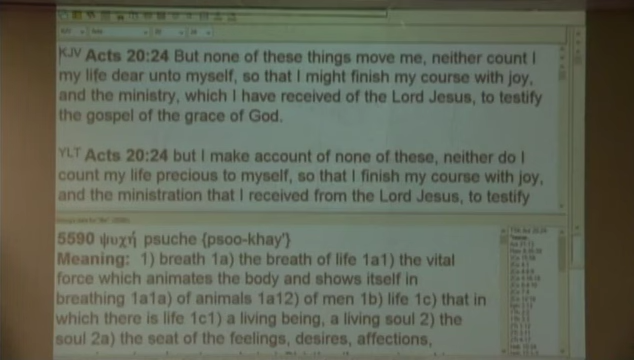 KJV Acts 20:24 But none of these things move me, neither count I
my life dear unto myself, so that I might finish my course with joy,
and the ministry, which I have received of the Lord Jesus, to testify
the gospel of the grace of God.
YLT Acts 20:24 but I make account of none of these, neither do I
count my life precious to myself, so that I finish my course with joy,
and the ministration that I received from the Lord Jesus, to testify
5590 ψυχή psuche {psoo-khay'}
Meaning: 1) breath 1a) the breath of life 1a1) the vital
force which animates the body and shows itself in
breathing 1a1a) of animals 1a12) of men 1b) life 1c) that in
which there is life 1c1) a living being, a living soul 2) the
soul 2a) the seat of the feelings, desires, affections,